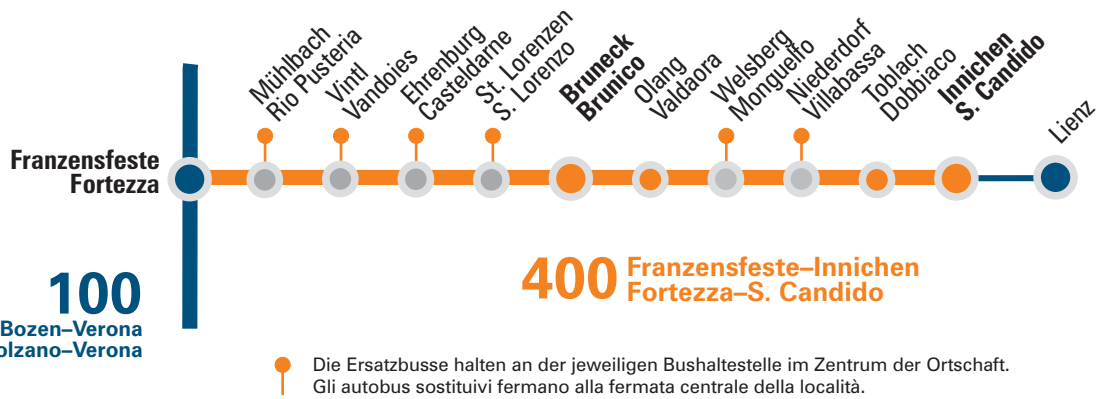 Mühlbach
Rio Pusteria
Vintl
Vandoies
Ehrenburg
Casteldarne
St. Lorenzen
S. Lorenzo
Bruneck
Brunico
Olang
Valdaora
Welsberg
Monguelfo
Niederdorf
Villabassa
Toblach
Dobbiaco
Innichen
S. Candido
Lienz
Franzensfeste
Fortezza
100
Bozen–Verona
olzano–Verona
400 Franzensfeste–Innichen
Fortezza–S. Candido
Die Ersatzbusse halten an der jeweiligen Bushaltestelle im Zentrum der Ortschaft.
Gli autobus sostituivi fermano alla fermata centrale della località.